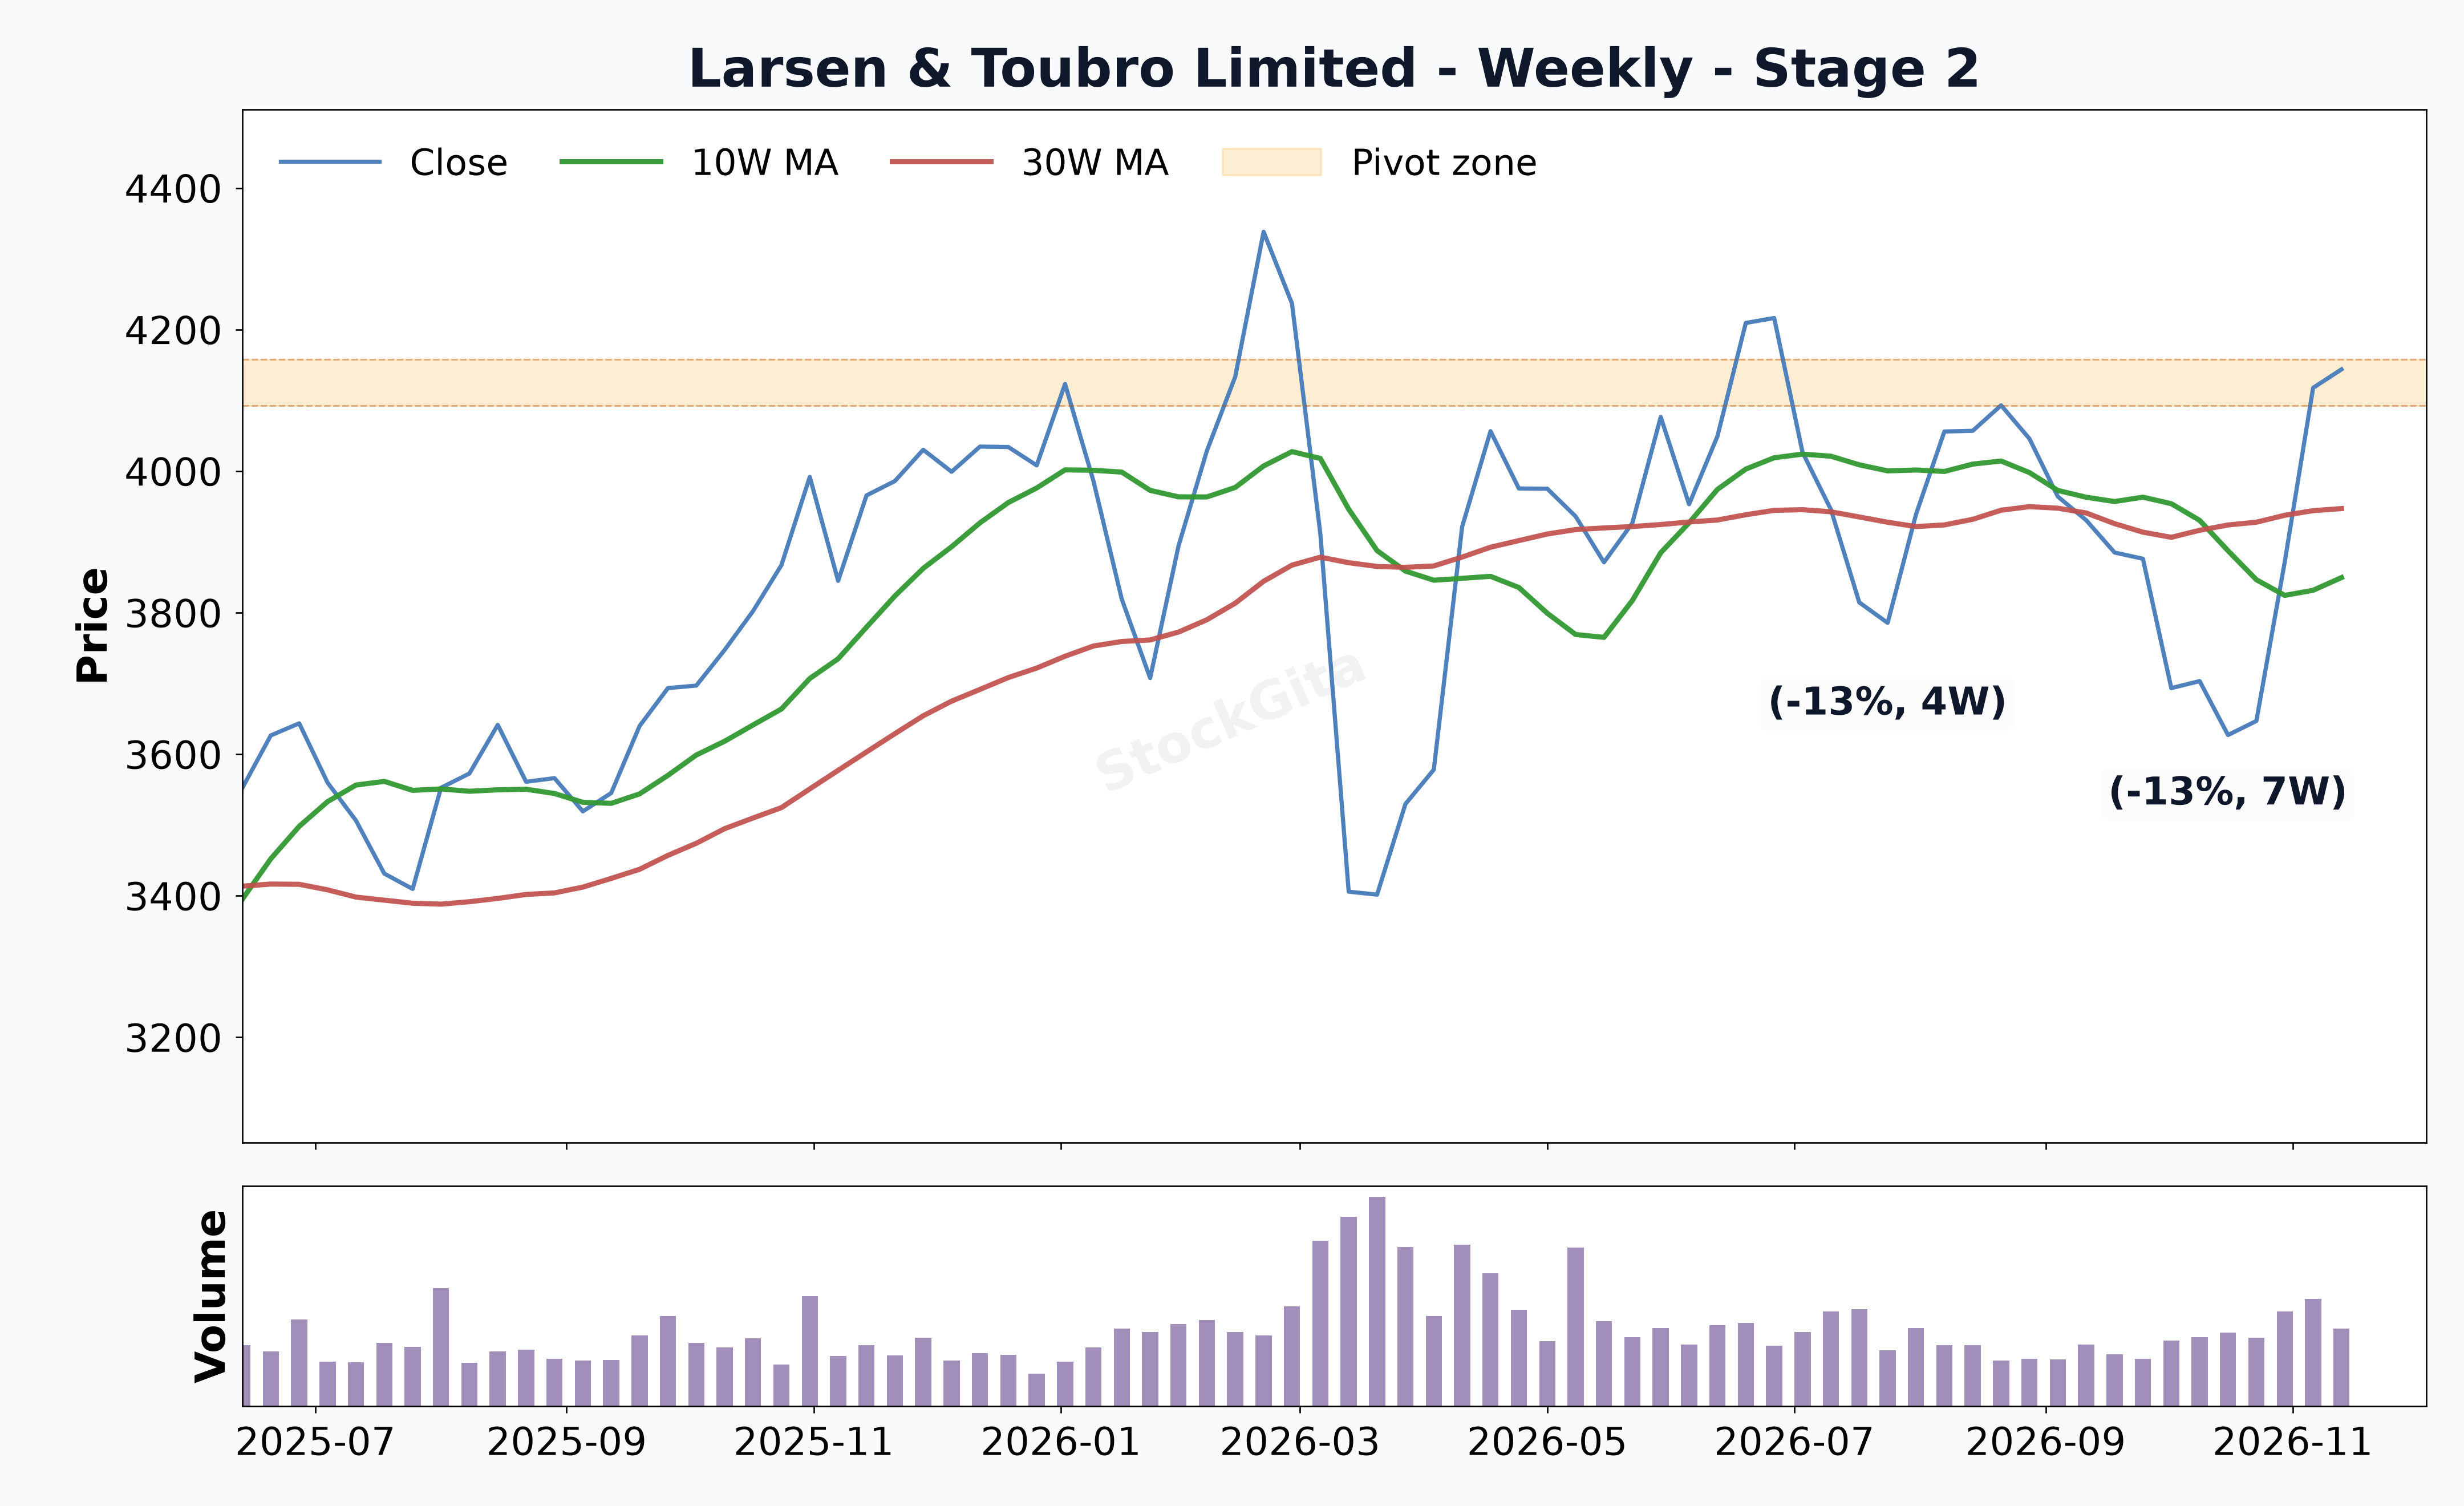 Larsen & Toubro Limited - Weekly - Stage 2
Close 10W MA 30W MA Pivot zone
4400
4200
4000
3800
3600
3400
3200
Price
StockGita
(-13%, 4W)
(-13%, 7W)
Volume
2025-07 2025-09 2025-11 2026-01 2026-03 2026-05 2026-07 2026-09 2026-11